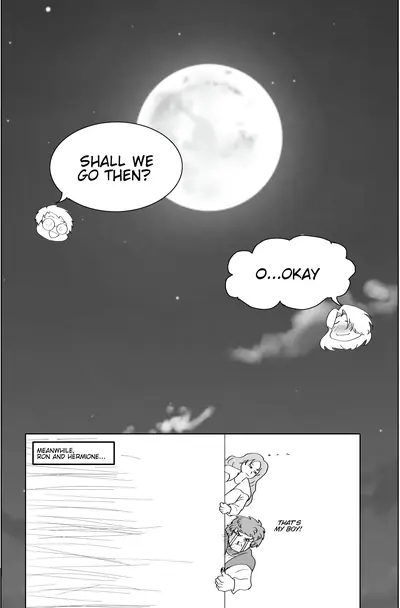 SHALL WE
GO THEN?
O...OKAY
MEANWHILE,
RON AND HERMIONE...
THAT'S
MY BOY!